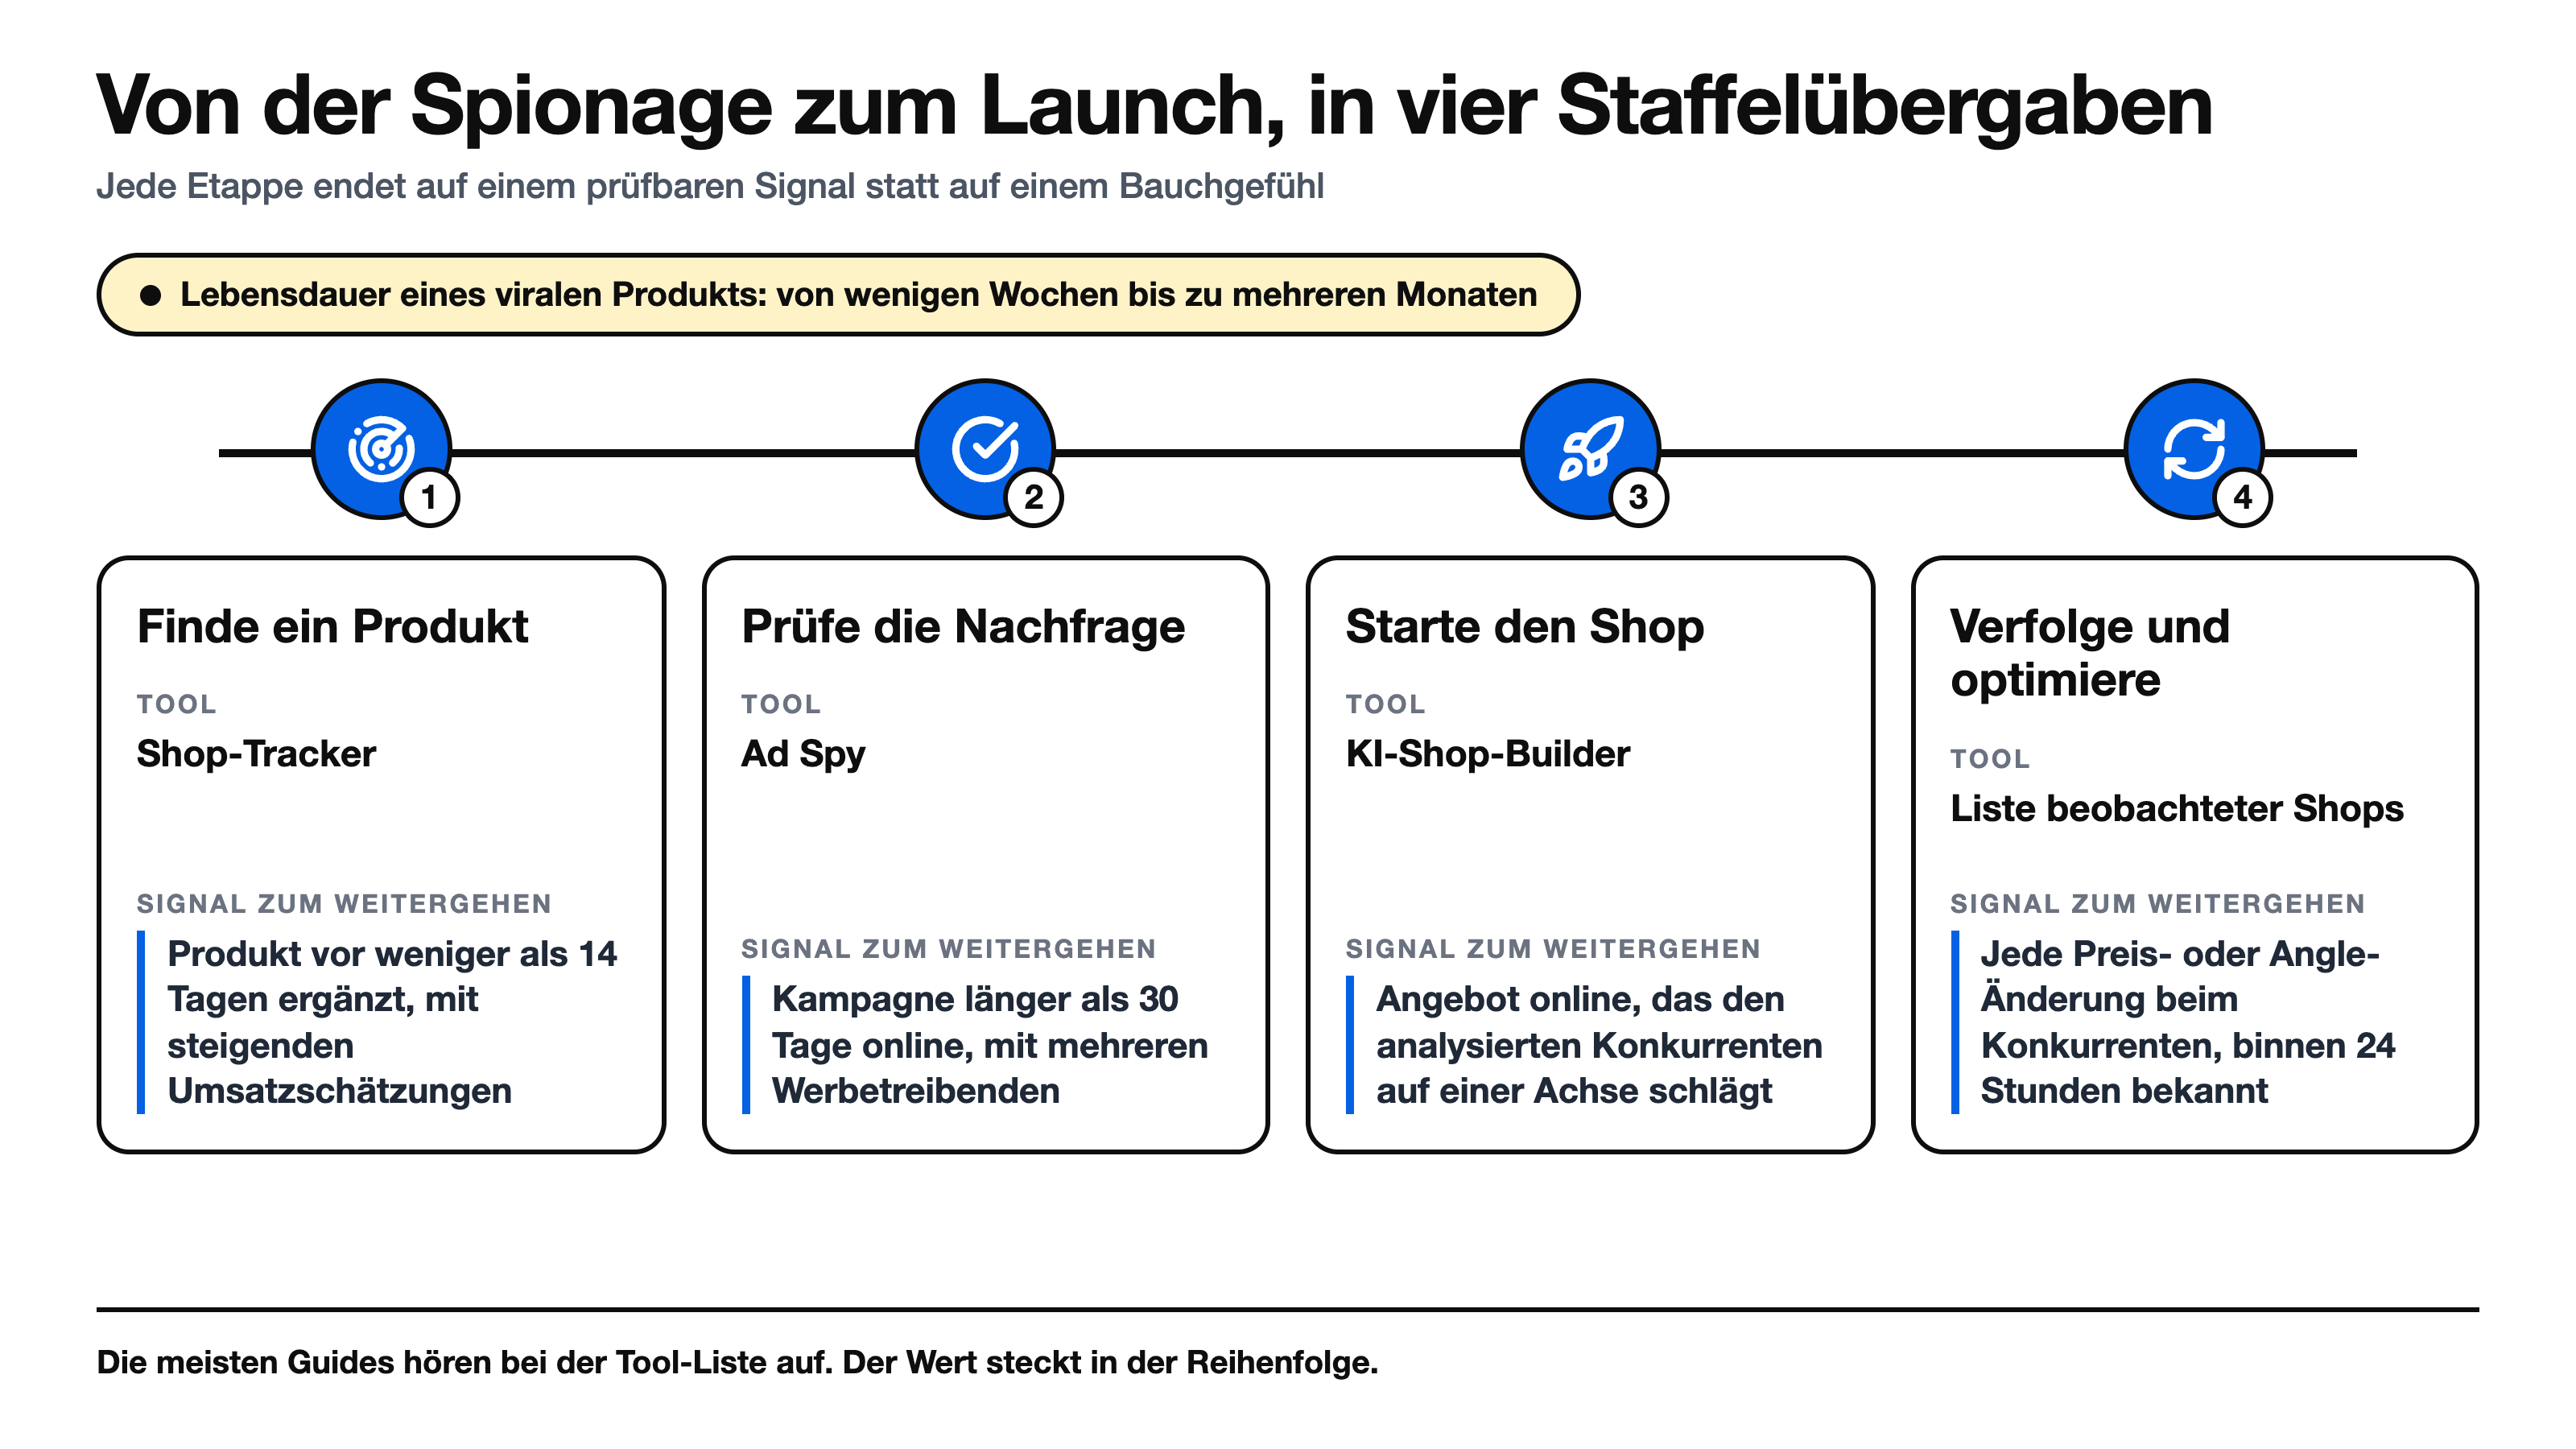 Von der Spionage zum Launch, in vier Staffelübergaben
Jede Etappe endet auf einem prüfbaren Signal statt auf einem Bauchgefühl
Lebensdauer eines viralen Produkts: von wenigen Wochen bis zu mehreren Monaten
1
2
3
4
Finde ein Produkt
TOOL
Shop-Tracker
SIGNAL ZUM WEITERGEHEN
Produkt vor weniger als 14
Tagen ergänzt, mit
steigenden
Umsatzschätzungen
Prüfe die Nachfrage
TOOL
Ad Spy
SIGNAL ZUM WEITERGEHEN
Kampagne länger als 30
Tage online, mit mehreren
Werbetreibenden
Starte den Shop
TOOL
KI-Shop-Builder
SIGNAL ZUM WEITERGEHEN
Angebot online, das den
analysierten Konkurrenten
auf einer Achse schlägt
Verfolge und
optimiere
TOOL
Liste beobachteter Shops
SIGNAL ZUM WEITERGEHEN
Jede Preis- oder Angle-
Änderung beim
Konkurrenten, binnen 24
Stunden bekannt
Die meisten Guides hören bei der Tool-Liste auf. Der Wert steckt in der Reihenfolge.